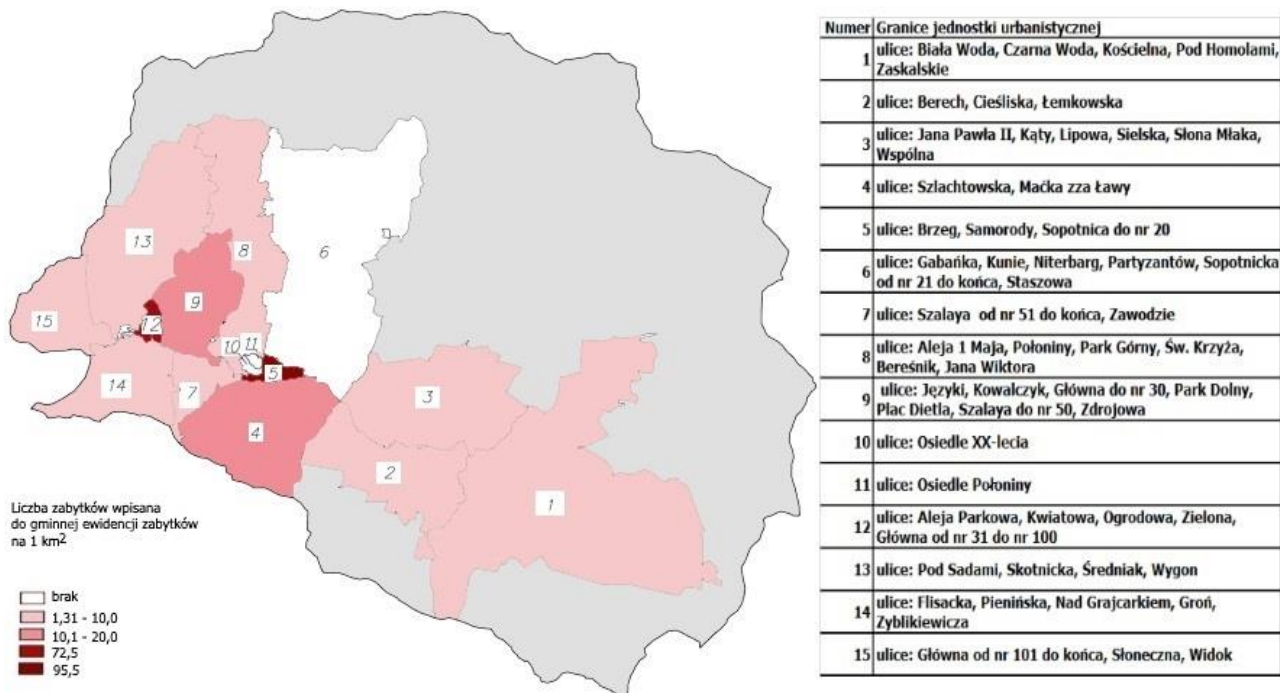 13
8
6
9
15
12
10
11
5
14
7
3
4
2
1
Liczba zabytków wpisana
do gminnej ewidencji zabytków
na 1 km2
brak
1,31 - 10,0
10,1 - 20,0
72,5
95,5
Numer Granice jednostki urbanistycznej
1 ulice: Biała Woda, Czarna Woda, Kościelna, Pod Homolami,
Zaskalskie
2 ulice: Berech, Cieśliska, Łemkowska
3 ulice: Jana Pawła II, Kąty, Lipowa, Sielska, Słona Młaka,
Wspólna
4 ulice: Szlachtowska, Maćka zza Ławy
5 ulice: Brzeg, Samorody, Sopotnica do nr 20
6 ulice: Gabańka, Kunie, Niterbarg, Partyzantów, Sopotnicka
od nr 21 do końca, Staszowa
7 ulice: Szalaya od nr 51 do końca, Zawodzie
8 ulice: Aleja 1 Maja, Połoniny, Park Górny, Św. Krzyża,
Bereśnik, Jana Wiktora
9 ulice: Języki, Kowalczyk, Główna do nr 30, Park Dolny,
Plac Dietla, Szalaya do nr 50, Zdrojowa
10 ulice: Osiedle XX-lecia
11 ulice: Osiedle Połoniny
12 ulice: Aleja Parkowa, Kwiatowa, Ogrodowa, Zielona,
Główna od nr 31 do nr 100
13 ulice: Pod Sadami, Skotnicka, Średniak, Wygon
14 ulice: Flisacka, Pienińska, Nad Grajcarkiem, Groń,
Zyblikiewicza
15 ulice: Główna od nr 101 do końca, Słoneczna, Widok